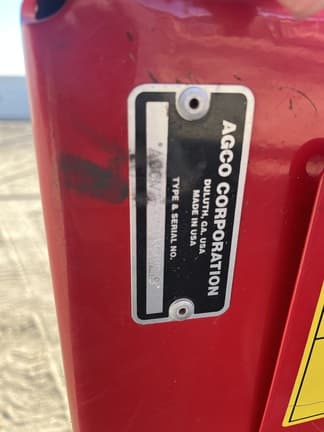 AGCO CORPORATION
DULUTH, GA. USA
MADE IN USA
TYPE & SERIAL NO.